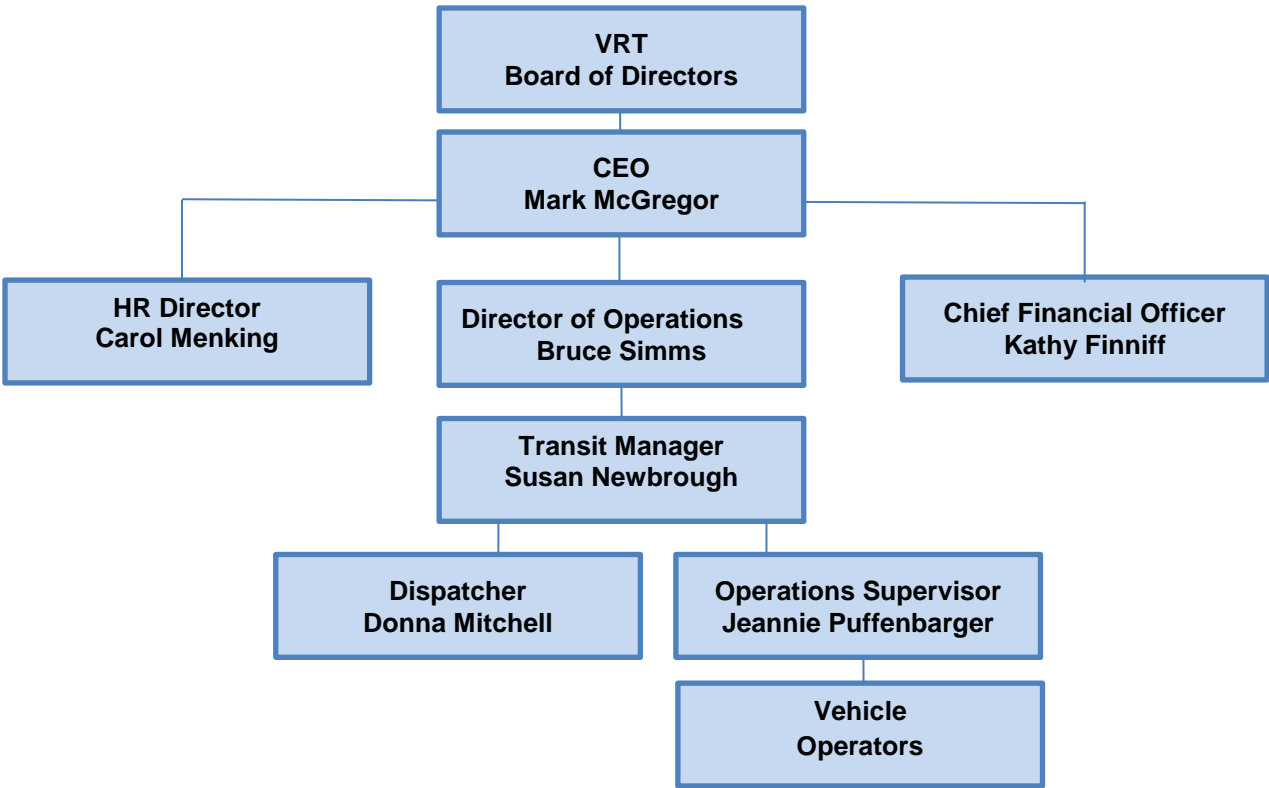 VRT
Board of Directors
CEO
Mark McGregor
HR Director
Carol Menking
Director of Operations
Bruce Simms
Chief Financial Officer
Kathy Finniff
Transit Manager
Susan Newbrough
Dispatcher
Donna Mitchell
Operations Supervisor
Jeannie Puffenbarger
Vehicle
Operators